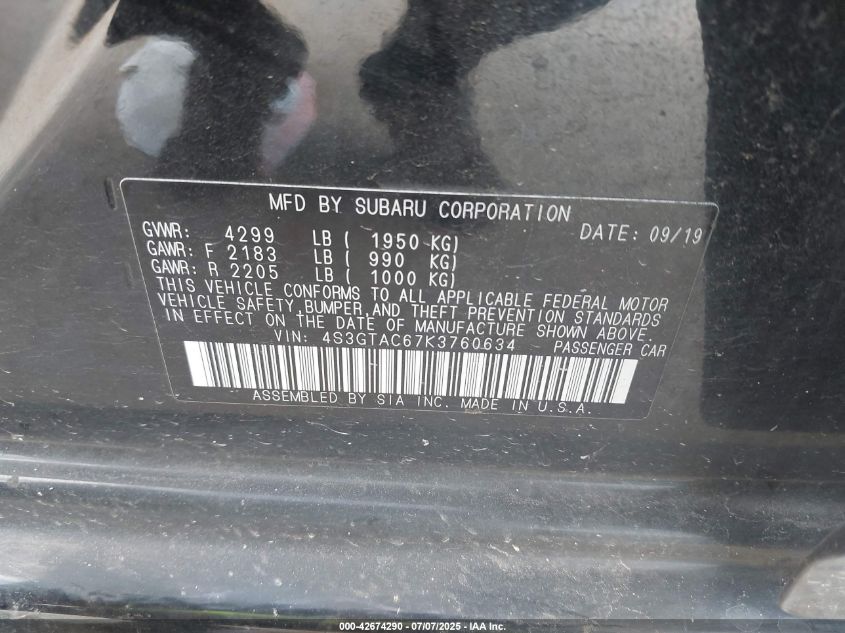 MFD BY SUBARU CORPORATION
GVWR: 4299 LB ( 1950 KG) DATE: 09/19
GAWR: F 2183 LB ( 990 KG)
GAWR: R 2205 LB ( 1000 KG)
THIS VEHICLE CONFORMS TO ALL APPLICABLE FEDERAL MOTOR
VEHICLE SAFETY, BUMPER, AND THEFT PREVENTION STANDARDS
IN EFFECT ON THE DATE OF MANUFACTURE SHOWN ABOVE.
VIN: 4S3GTAC67K3760634 PASSENGER CAR
ASSEMBLED BY SIA INC. MADE IN U.S.A.
000-42674290 - 07/07/2025 - IAA Inc.